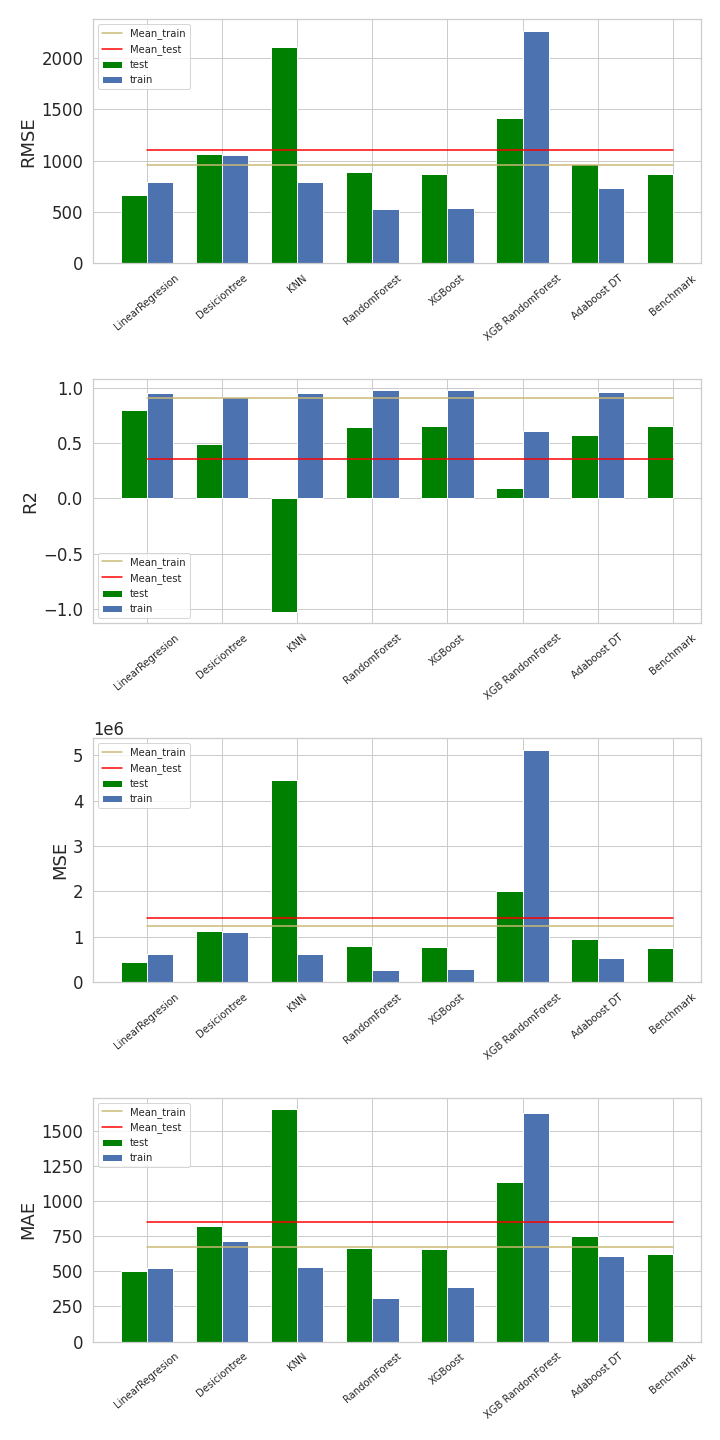 Mean_train
Mean_test
test
train
2000
1500
1000
500
0
RMSE
LinearRegresion
Desiciontree
KNN
RandomForest
XGBoost
XGB RandomForest
Adaboost DT
Benchmark
1.0
0.5
0.0
−0.5
−1.0
R2
Mean_train
Mean_test
test
train
LinearRegresion
Desiciontree
KNN
RandomForest
XGBoost
XGB RandomForest
Adaboost DT
Benchmark
1e6
Mean_train
Mean_test
test
train
5
4
3
2
1
0
MSE
LinearRegresion
Desiciontree
KNN
RandomForest
XGBoost
XGB RandomForest
Adaboost DT
Benchmark
Mean_train
Mean_test
test
train
1500
1250
1000
750
500
250
0
MAE
LinearRegresion
Desiciontree
KNN
RandomForest
XGBoost
XGB RandomForest
Adaboost DT
Benchmark